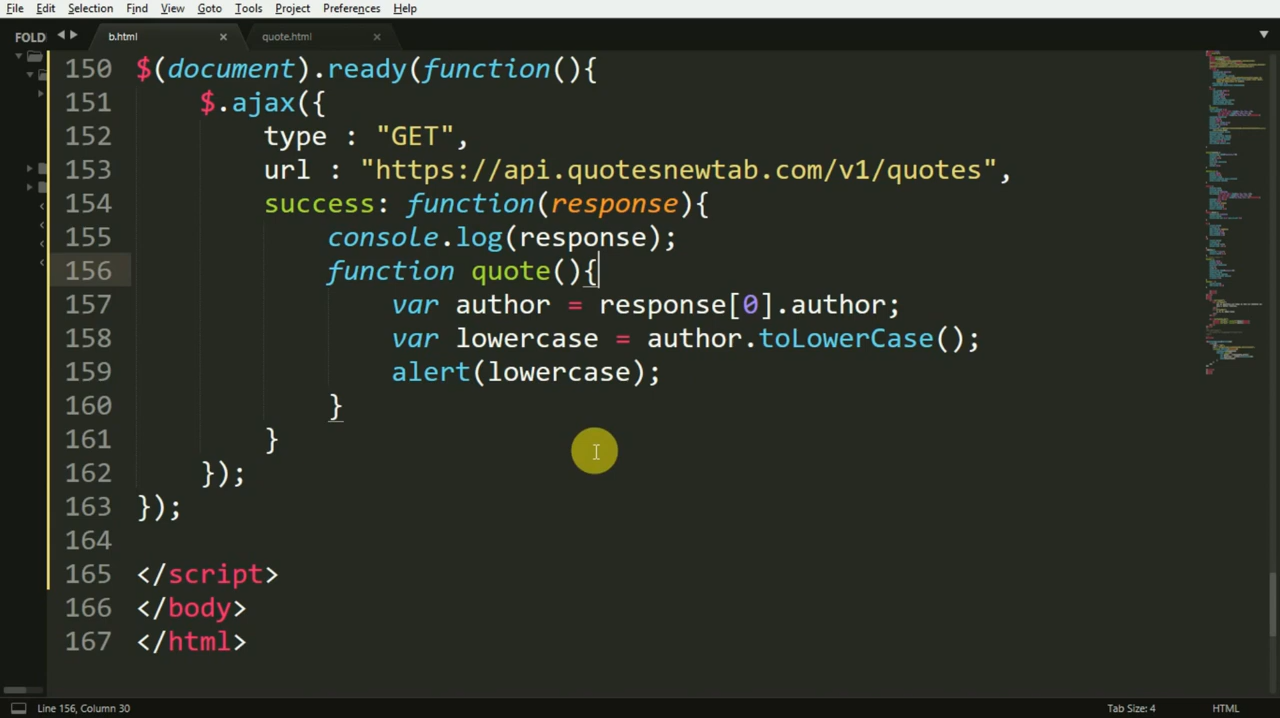 File Edit Selection Find View Goto Tools Project Preferences Help
FOLD b.html × quote.html ×
150 $(document).ready(function(){
151 $.ajax({
152 type : "GET",
153 url : "https://api.quotesnewtab.com/v1/quotes",
154 success: function(response){
155 console.log(response);
156 function quote(){
157 var author = response[0].author;
158 var lowercase = author.toLowerCase();
159 alert(lowercase);
160 }
161 }
162 });
163 });
164
165 </script>
166 </body>
167 </html>
Line 156, Column 30 Tab Size: 4 HTML